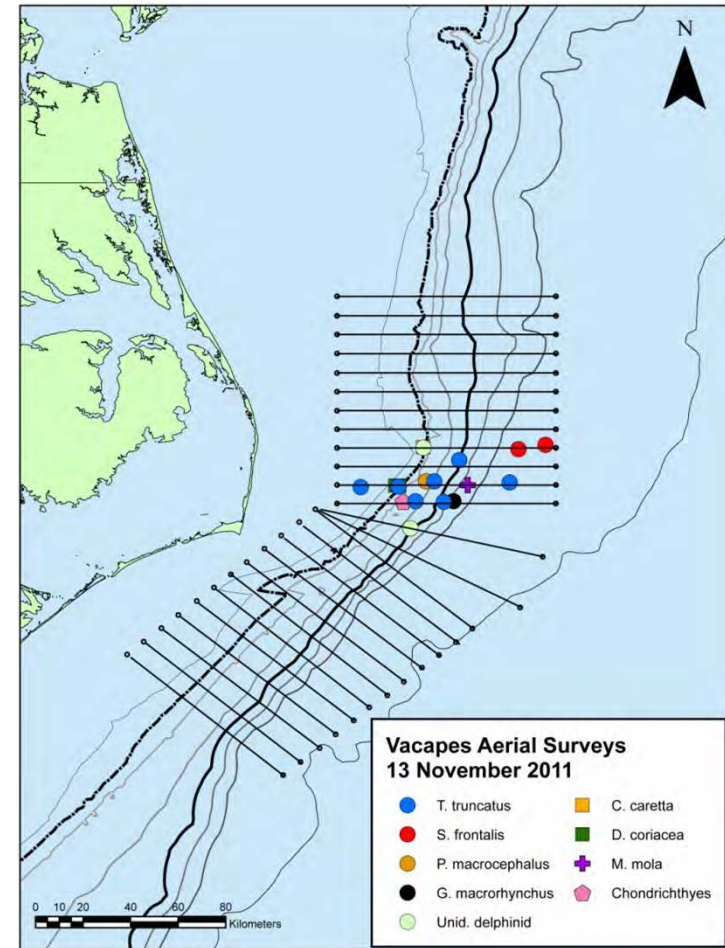 N
Vacapes Aerial Surveys
13 November 2011
T. truncatus
C. caretta
S. frontalis
D. coriacea
P. macrocephalus
M. mola
G. macrorhynchus
Chondrichthyes
Unid. delphinid
0 5 10 20 40 60 80
Kilometers